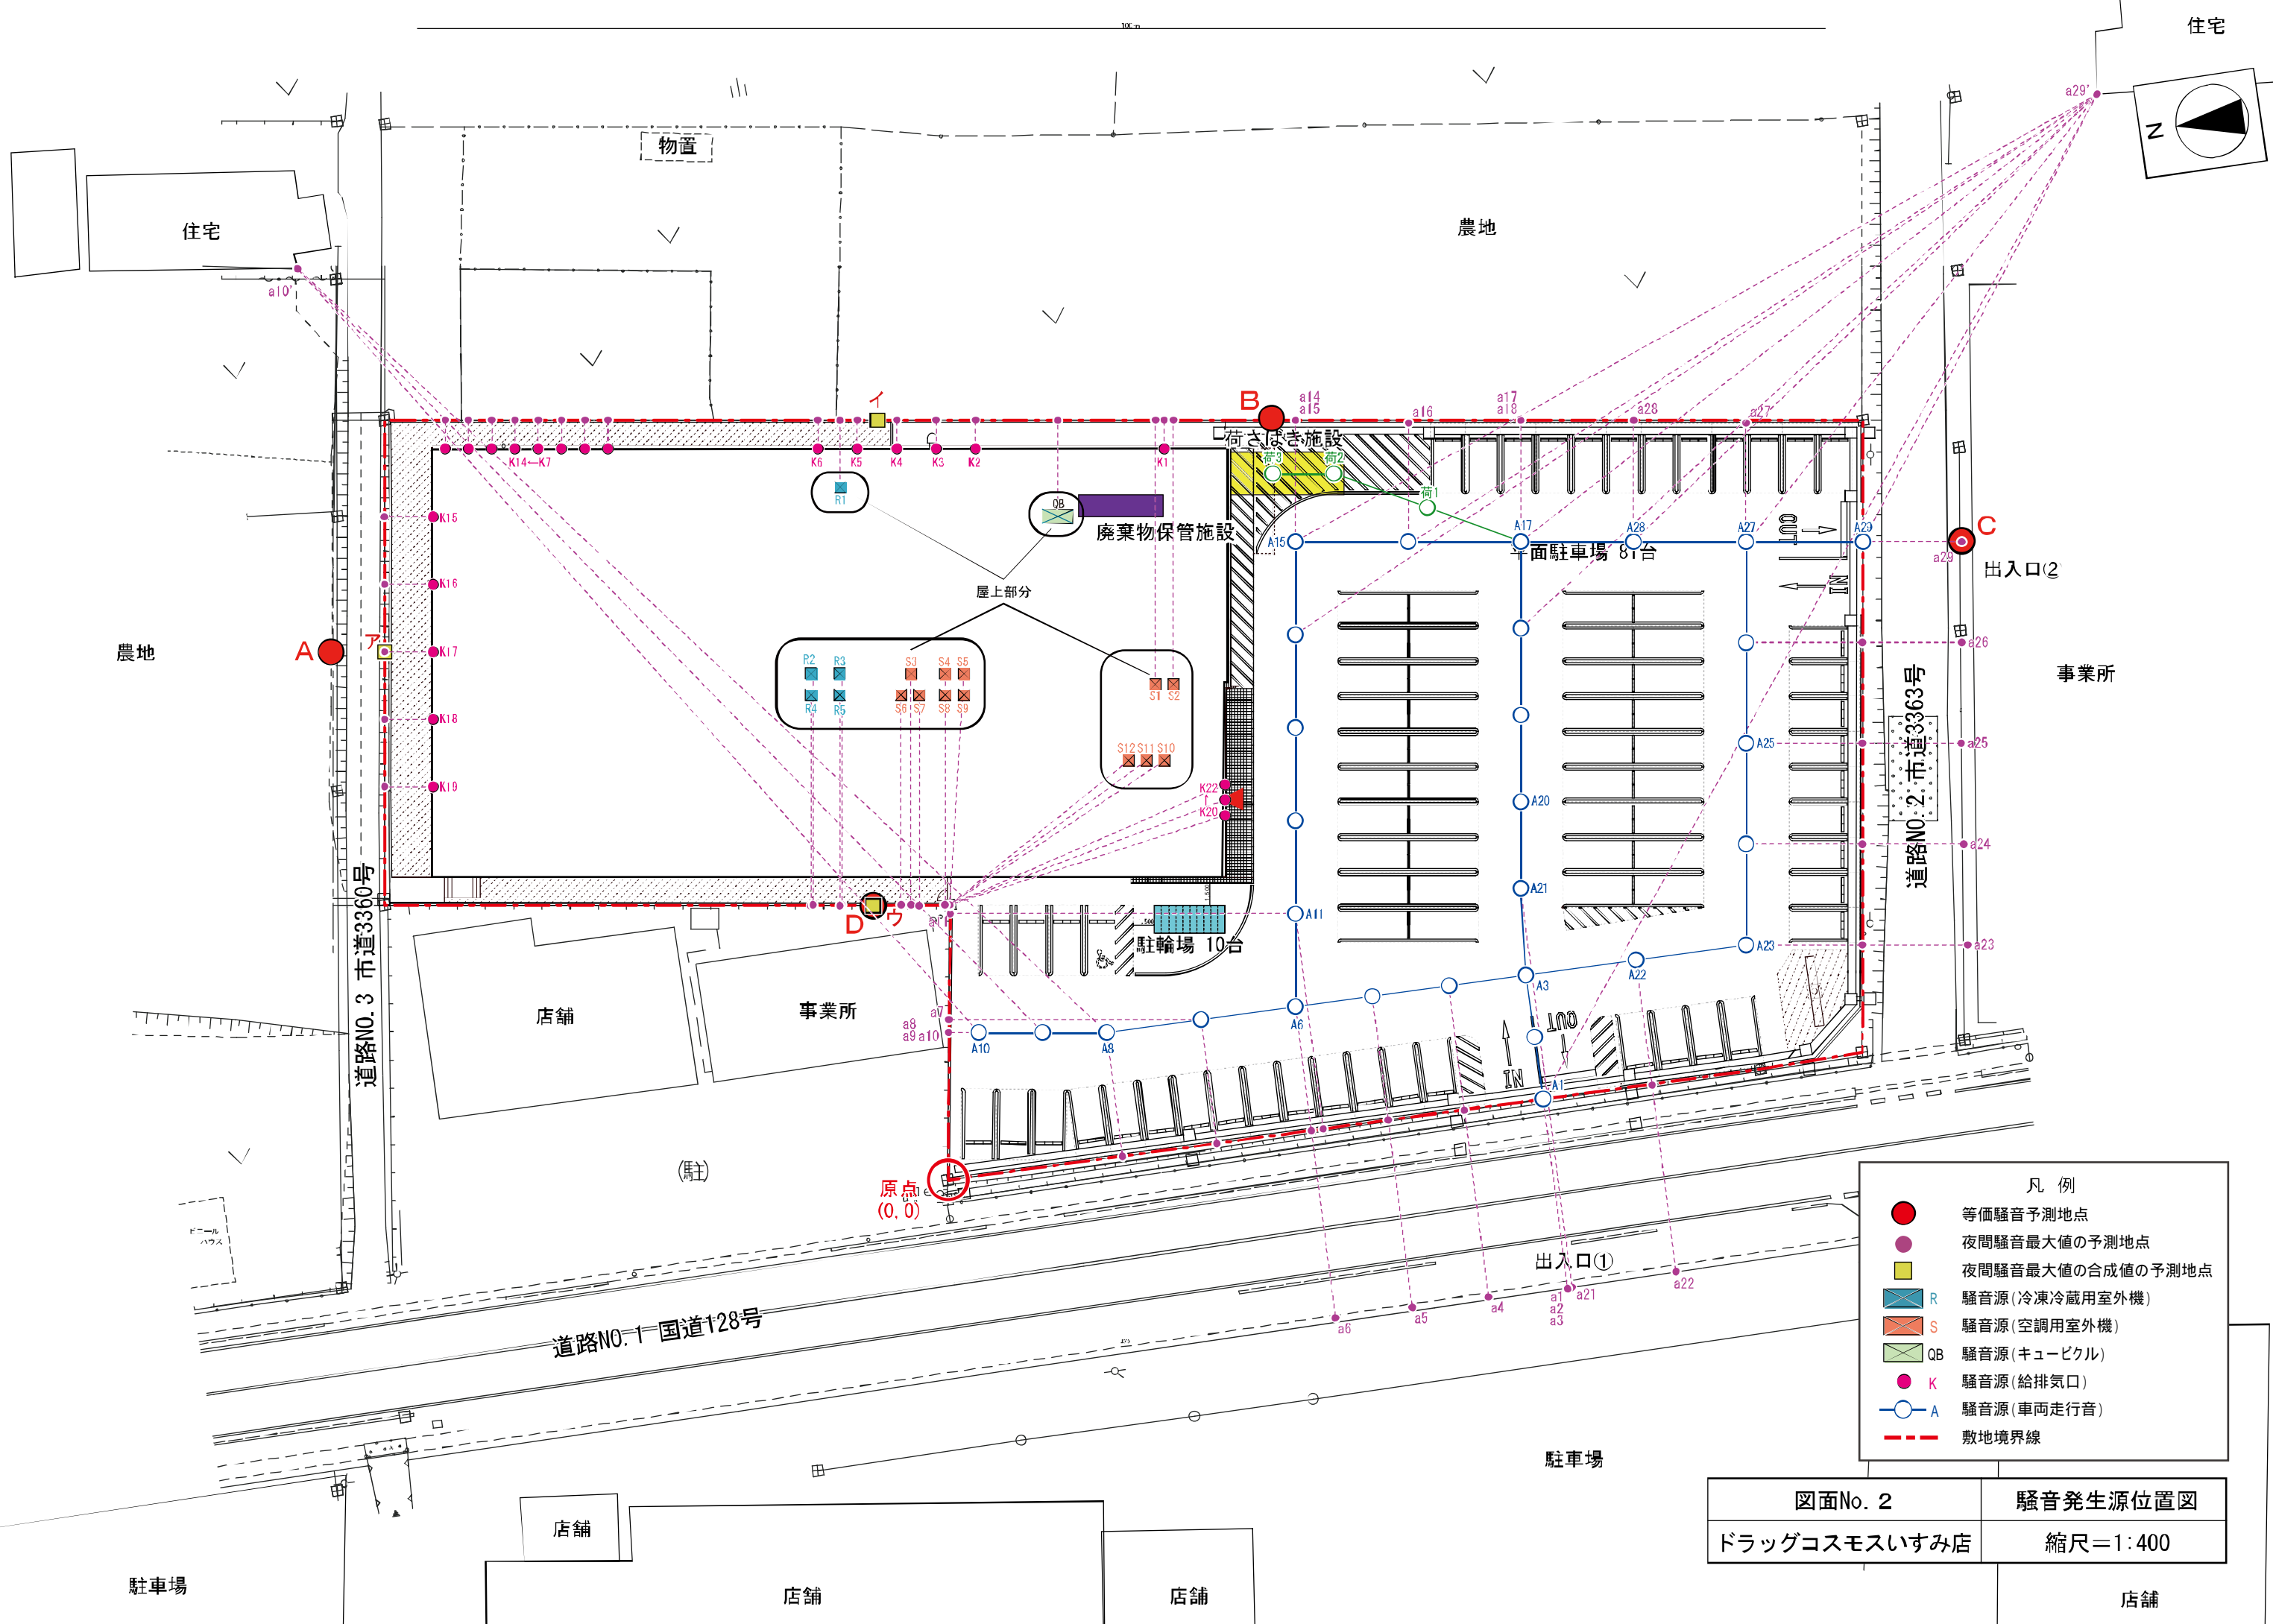 100m
住宅
a29'
N
物置
住宅
農地
a10'
イ
B
a14
a15
a16
a17
a18
a28
a27
荷さばき施設
荷3
荷2
荷1
K14←K7
K6
K5
K4
K3
K2
K1
R1
QB
廃棄物保管施設
屋上部分
K15
K16
K17
K18
K19
A15
A17
A28
A27
A29
平面駐車場 81台
OUT
IN
C
a29
出入口②
農地
A
ア
R2
R3
S3
S4
S5
R4
R5
S6
S7
S8
S9
S1
S2
S12
S11
S10
K22
↑
K20
a26
事業所
A25
a25
A20
a24
道路NO.2 市道3363号
A21
道路NO.3 市道3360号
D
ウ
A11
駐輪場 10台
A23
a23
A22
A3
店舗
事業所
a7
a8
a9 a10
A10
A8
A6
OUT
IN
A1
(駐)
原点
(0,0)
ビニール
ハウス
道路NO.1 国道128号
出入口①
a6
a5
a4
a1
a2
a3
a21
a22
凡 例
等価騒音予測地点
夜間騒音最大値の予測地点
夜間騒音最大値の合成値の予測地点
R 騒音源(冷凍冷蔵用室外機)
S 騒音源(空調用室外機)
QB 騒音源(キュービクル)
K 騒音源(給排気口)
A 騒音源(車両走行音)
敷地境界線
駐車場
図面No.2 騒音発生源位置図
ドラッグコスモスいすみ店 縮尺=1:400
店舗
駐車場
店舗
店舗
店舗